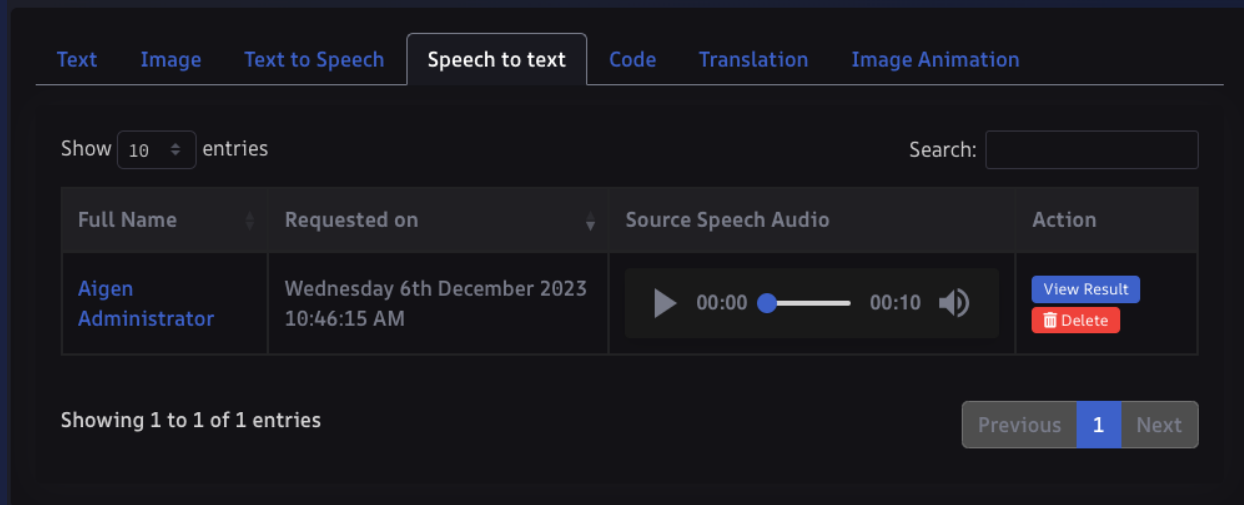 Text Image Text to Speech Speech to text Code Translation Image Animation
Show 10 entries Search:
Full Name Requested on Source Speech Audio Action
Aigen Administrator
Wednesday 6th December 2023
10:46:15 AM
00:00 00:10
View Result
Delete
Showing 1 to 1 of 1 entries
Previous 1 Next